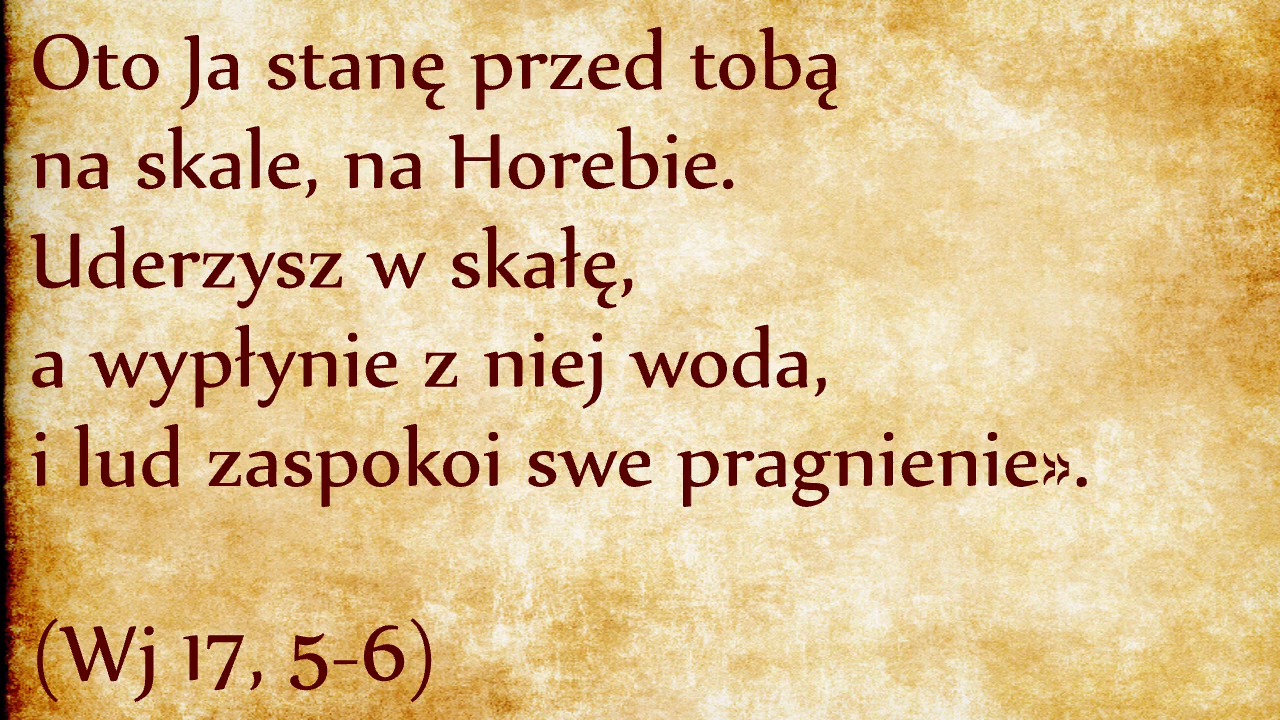 Oto Ja stanę przed tobą
na skale, na Horebie.
Uderzysz w skałę,
a wypłynie z niej woda,
i lud zaspokoi swe pragnienie».
(Wj 17, 5-6)